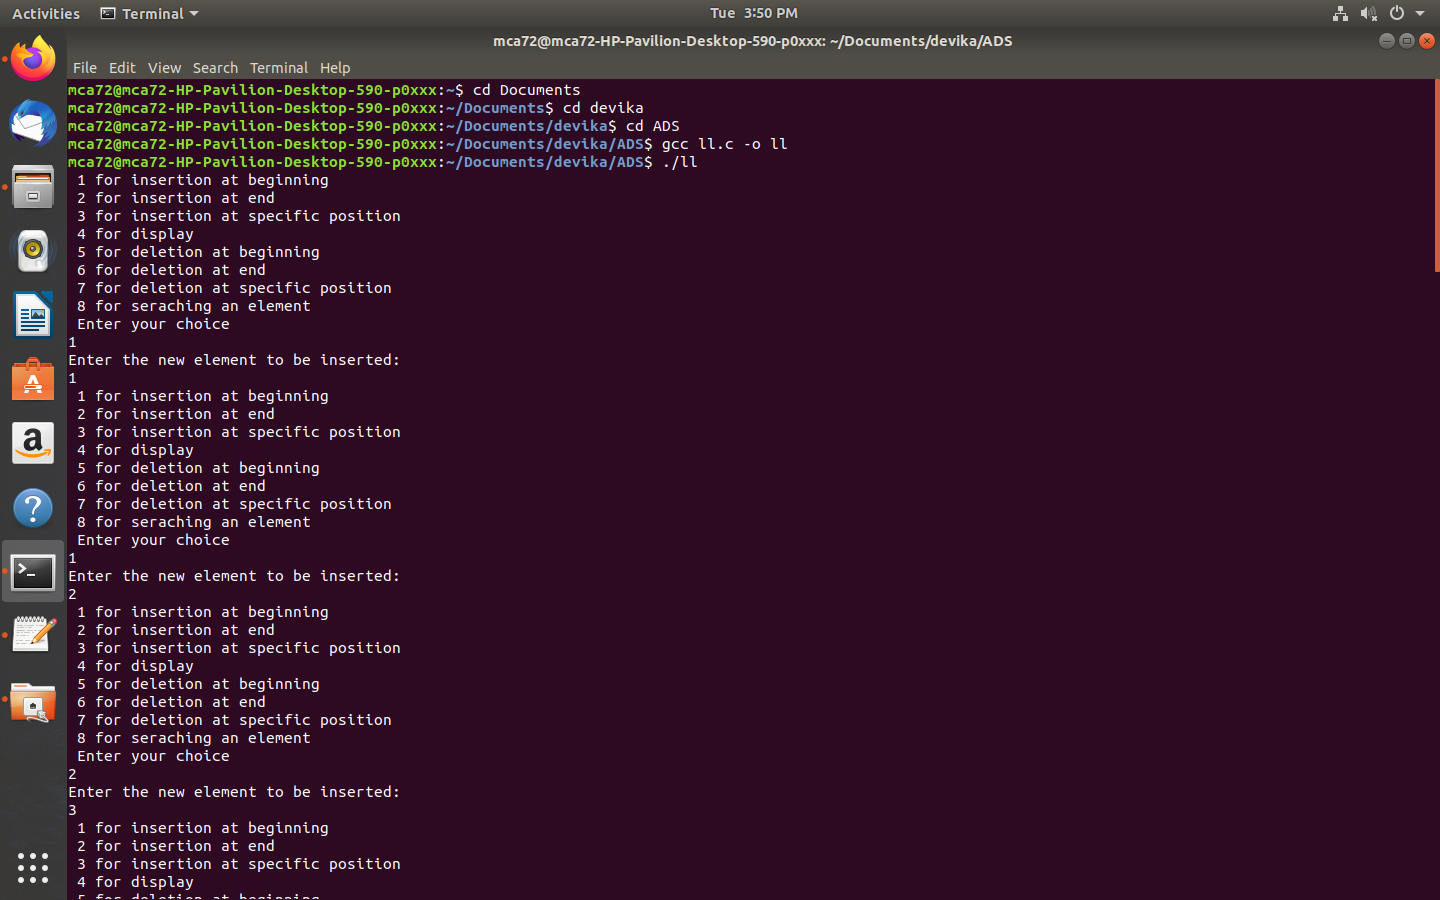 Activities Terminal Tue 3:50 PM
mca72@mca72-HP-Pavilion-Desktop-590-p0xxx: ~/Documents/devika/ADS
File Edit View Search Terminal Help
mca72@mca72-HP-Pavilion-Desktop-590-p0xxx:~$ cd Documents
mca72@mca72-HP-Pavilion-Desktop-590-p0xxx:~/Documents$ cd devika
mca72@mca72-HP-Pavilion-Desktop-590-p0xxx:~/Documents/devika$ cd ADS
mca72@mca72-HP-Pavilion-Desktop-590-p0xxx:~/Documents/devika/ADS$ gcc ll.c -o ll
mca72@mca72-HP-Pavilion-Desktop-590-p0xxx:~/Documents/devika/ADS$ ./ll
1 for insertion at beginning
2 for insertion at end
3 for insertion at specific position
4 for display
5 for deletion at beginning
6 for deletion at end
7 for deletion at specific position
8 for seraching an element
Enter your choice
1
Enter the new element to be inserted:
1
1 for insertion at beginning
2 for insertion at end
3 for insertion at specific position
4 for display
5 for deletion at beginning
6 for deletion at end
7 for deletion at specific position
8 for seraching an element
Enter your choice
1
Enter the new element to be inserted:
2
1 for insertion at beginning
2 for insertion at end
3 for insertion at specific position
4 for display
5 for deletion at beginning
6 for deletion at end
7 for deletion at specific position
8 for seraching an element
Enter your choice
2
Enter the new element to be inserted:
3
1 for insertion at beginning
2 for insertion at end
3 for insertion at specific position
4 for display
5 for deletion at beginning